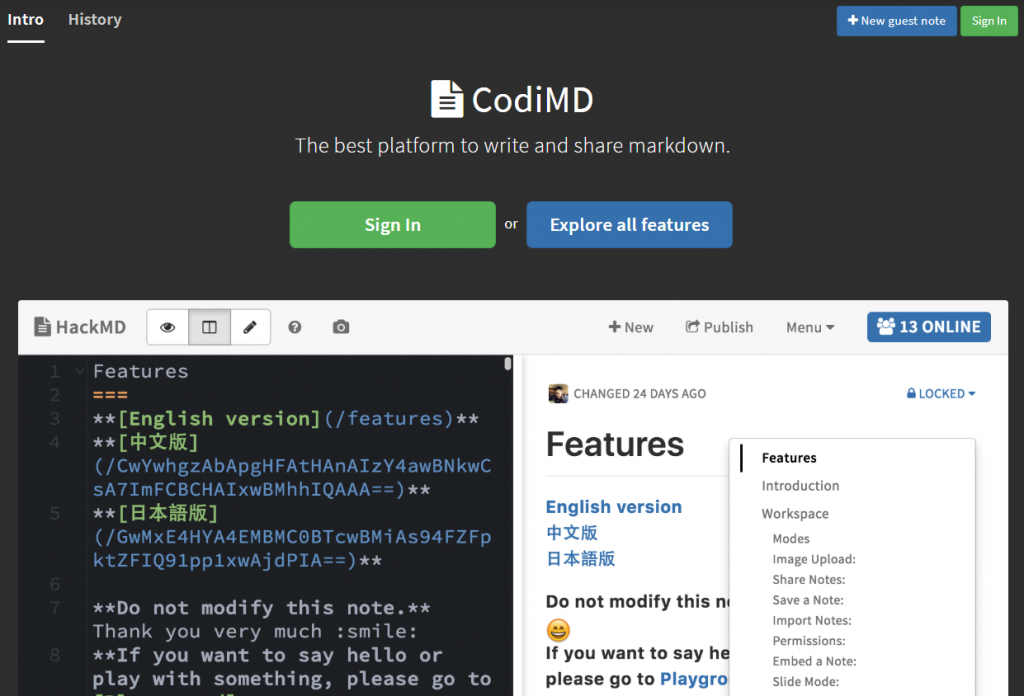 Intro History
New guest note Sign In
CodiMD
The best platform to write and share markdown.
Sign In or Explore all features
HackMD
New Publish Menu 13 ONLINE
1 Features
2 ===
3 **[English version](/features)**
4 **[中文版]
(/CwYwhgzAbApgHFAtHAnAIzY4awBNkwC
sA7ImFCBCHAIxwBMhhIQAAA==)**
5 **[日本語版]
(/GwMxE4HYA4EMBMC0BTcwBMiAs94FZFp
ktZFIQ91pp1xwAjdPIA==)**
6
7 **Do not modify this note.**
Thank you very much :smile:
8 **If you want to say hello or
play with something, please go to
CHANGED 24 DAYS AGO
LOCKED
Features
English version
中文版
日本語版
Do not modify this n
If you want to say he
please go to Playgro
Features
Introduction
Workspace
Modes
Image Upload:
Share Notes:
Save a Note:
Import Notes:
Permissions:
Embed a Note:
Slide Mode: